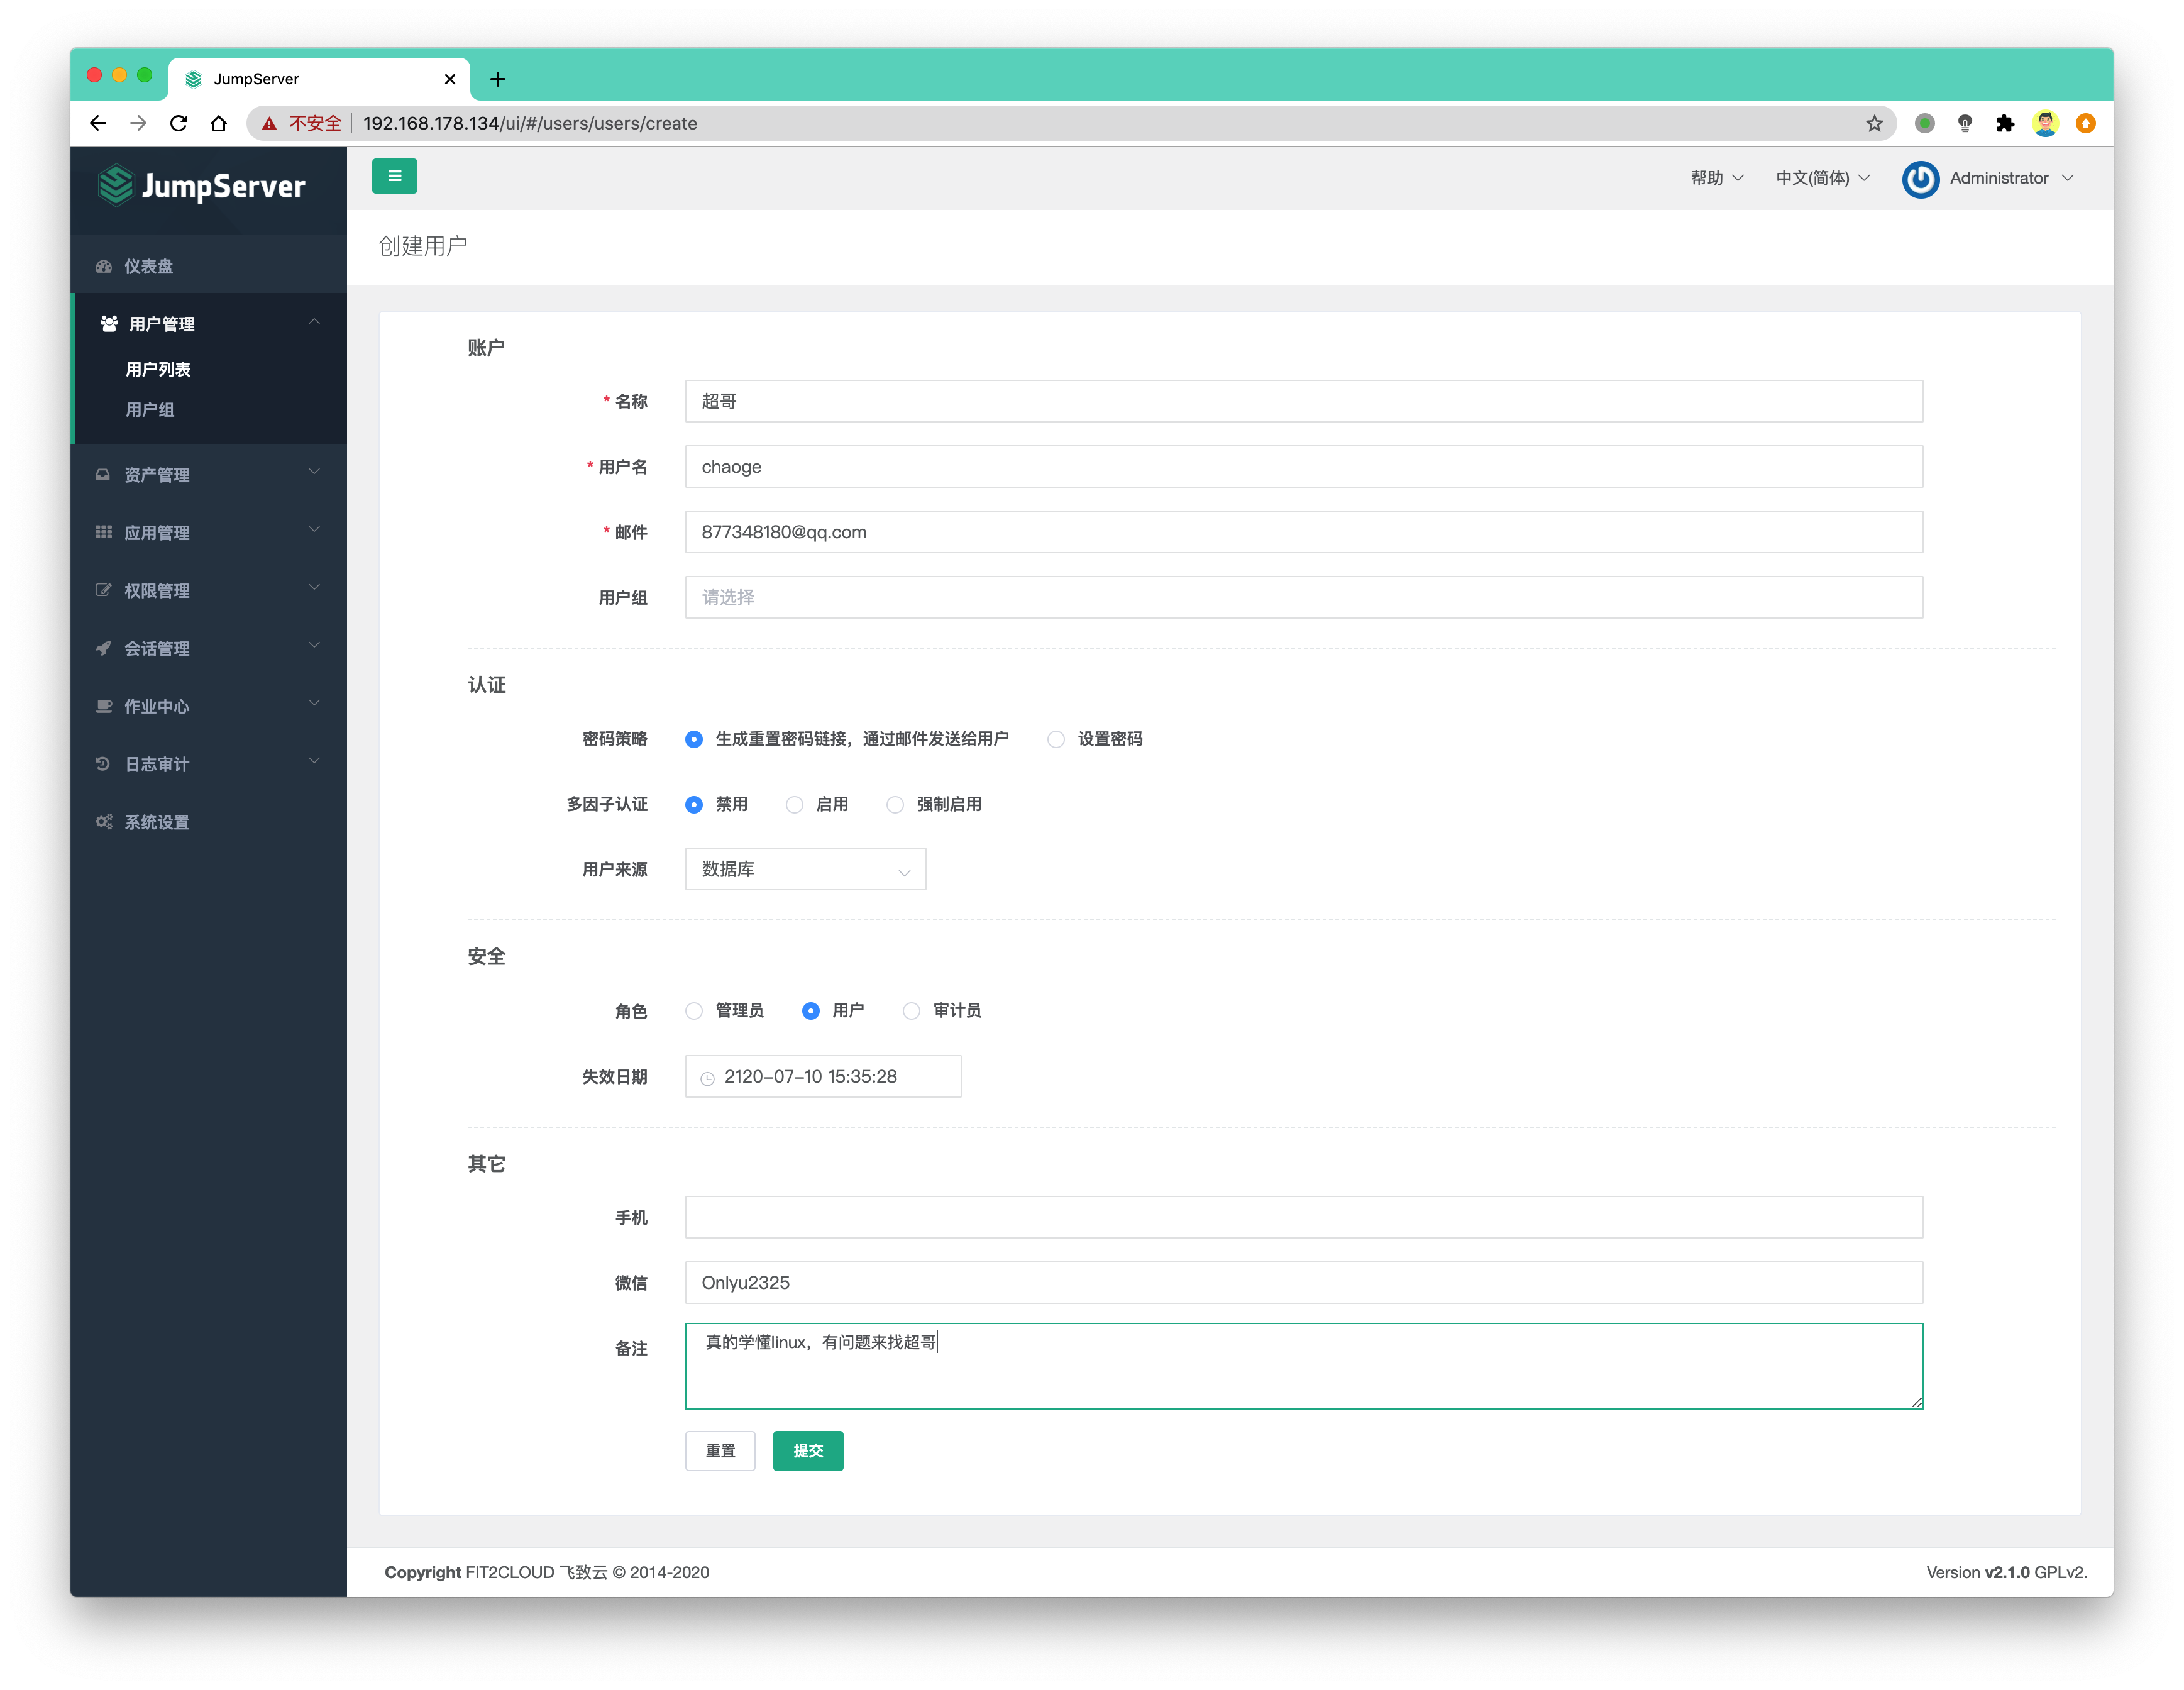 JumpServer
不安全 192.168.178.134/ui/#/users/users/create
JumpServer
帮助 中文(简体) Administrator
创建用户
仪表盘
用户管理
用户列表
用户组
资产管理
应用管理
权限管理
会话管理
作业中心
日志审计
系统设置
账户
* 名称 超哥
* 用户名 chaoge
* 邮件 877348180@qq.com
用户组 请选择
认证
密码策略 生成重置密码链接，通过邮件发送给用户 设置密码
多因子认证 禁用 启用 强制启用
用户来源 数据库
安全
角色 管理员 用户 审计员
失效日期 2120-07-10 15:35:28
其它
手机
微信 Onlyu2325
备注 真的学懂linux，有问题来找超哥
重置 提交
Copyright FIT2CLOUD 飞致云 © 2014-2020
Version v2.1.0 GPLv2.